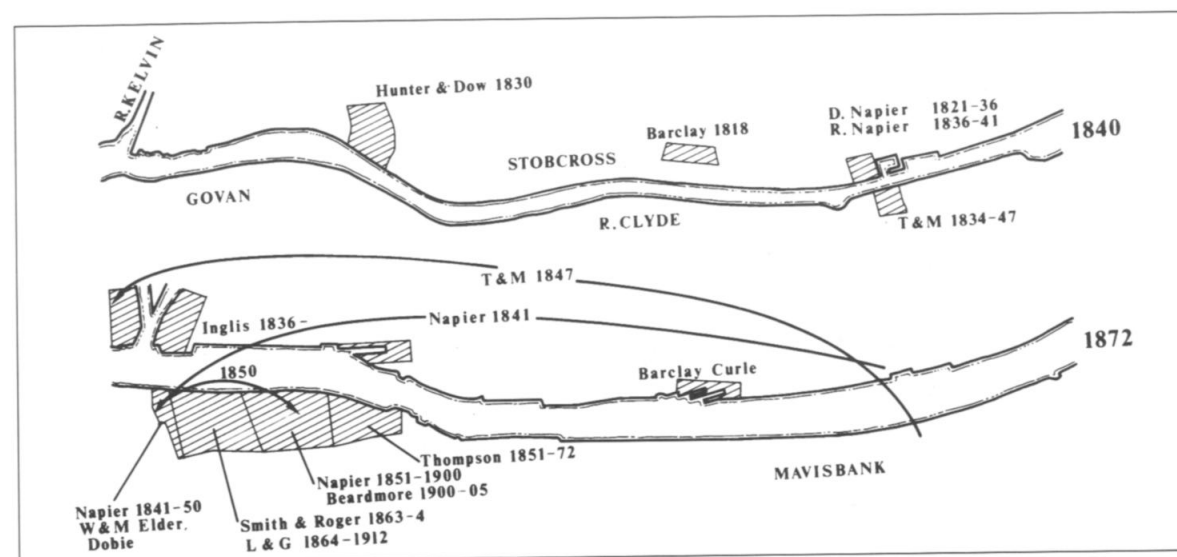 R.KELVIN
Hunter & Dow 1830
Barclay 1818
D. Napier 1821-36
R. Napier 1836-41
1840
STOBCROSS
GOVAN
R.CLYDE
T&M 1834-47
T&M 1847
Inglis 1836-
Napier 1841
1872
1850
Barclay Curle
Thompson 1851-72
MAVISBANK
Napier 1851-1900
Beardmore 1900-05
Napier 1841-50
W&M Elder,
Dobie
Smith & Roger 1863-4
L&G 1864-1912